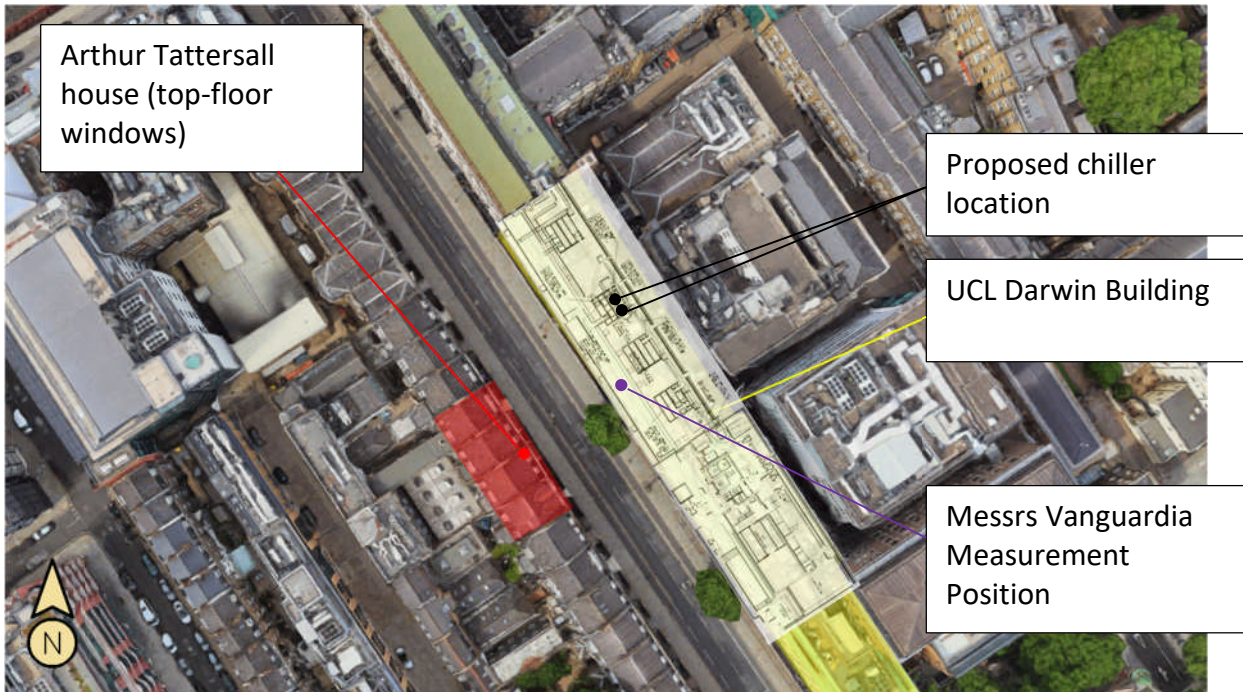 Arthur Tattersall
house (top-floor
windows)
Proposed chiller
location
UCL Darwin Building
Messrs Vanguardia
Measurement
Position
N